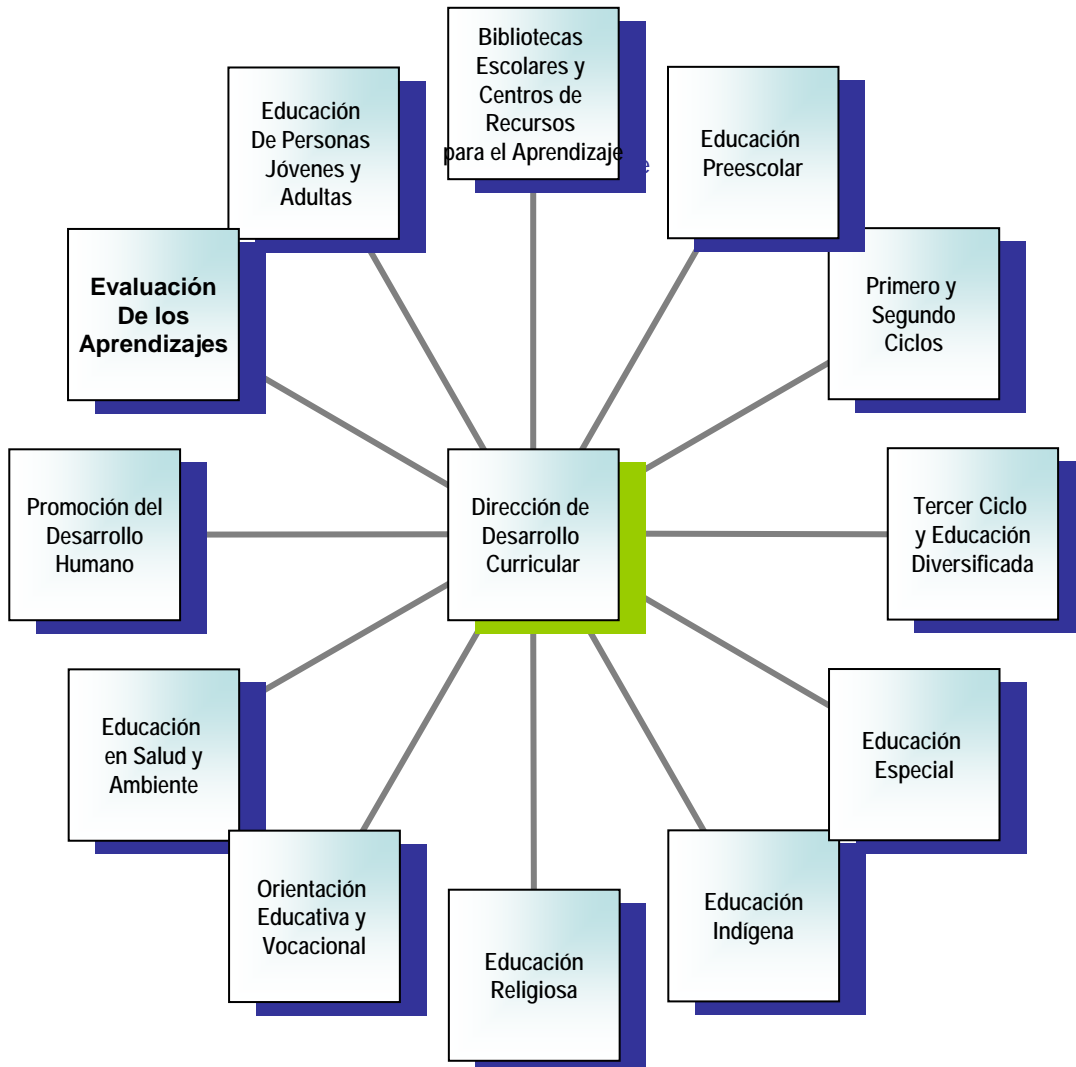 Bibliotecas
Escolares y
Centros de
Recursos
para el Aprendizaje
Educación
Preescolar
Primero y
Segundo
Ciclos
Tercer Ciclo
y Educación
Diversificada
Educación
Especial
Educación
Indígena
Educación
Religiosa
Orientación
Educativa y
Vocacional
Educación
en Salud y
Ambiente
Promoción del
Desarrollo
Humano
Evaluación
De los
Aprendizajes
Educación
De Personas
Jóvenes y
Adultas
Dirección de
Desarrollo
Curricular